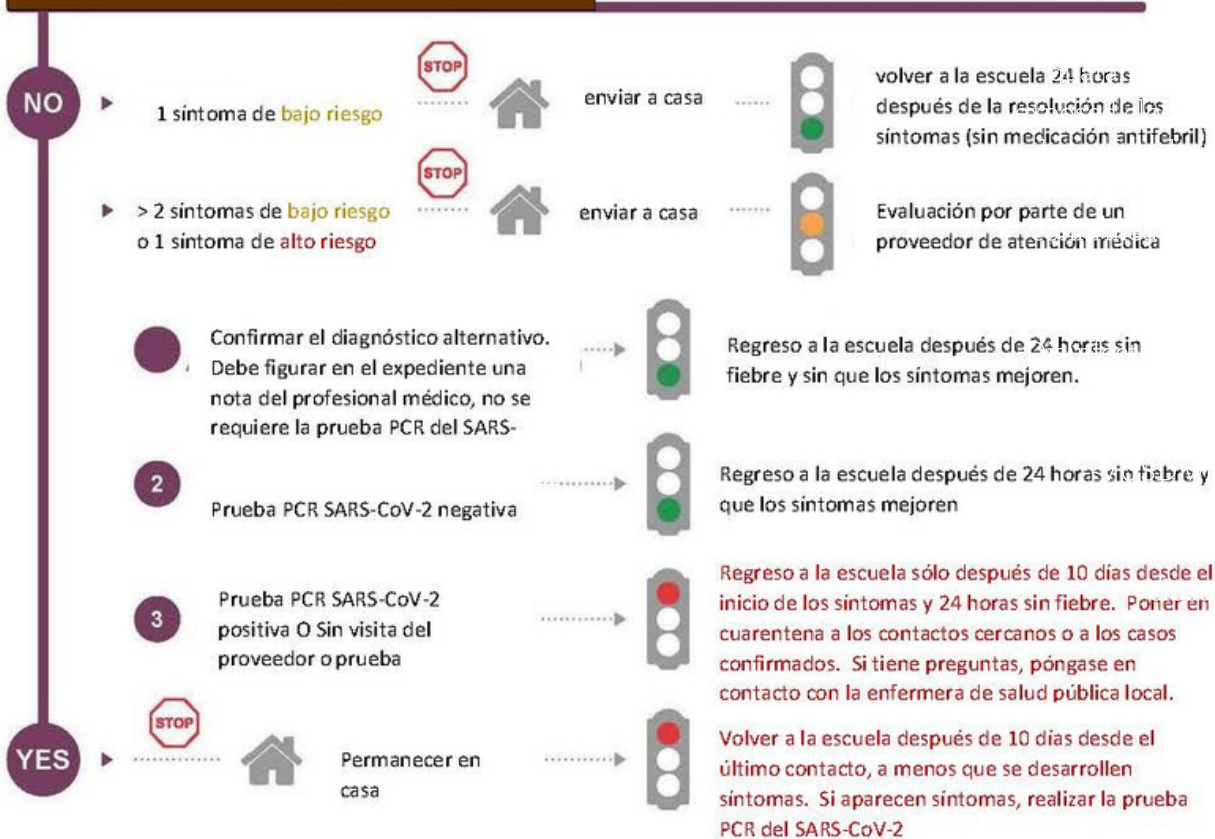 NO
STOP
1 síntoma de bajo riesgo
enviar a casa
volver a la escuela 24 horas
después de la resolución de los
síntomas (sin medicación antifebril)
STOP
> 2 síntomas de bajo riesgo
o 1 síntoma de alto riesgo
enviar a casa
Evaluación por parte de un
proveedor de atención médica
Confirmar el diagnóstico alternativo.
Debe figurar en el expediente una
nota del profesional médico, no se
requiere la prueba PCR del SARS-
Regreso a la escuela después de 24 horas sin
fiebre y sin que los síntomas mejoren.
2
Prueba PCR SARS-CoV-2 negativa
Regreso a la escuela después de 24 horas sin fiebre y
que los síntomas mejoren
3
Prueba PCR SARS-CoV-2
positiva O Sin visita del
proveedor o prueba
Regreso a la escuela sólo después de 10 días desde el
inicio de los síntomas y 24 horas sin fiebre. Poner en
cuarentena a los contactos cercanos o a los casos
confirmados. Si tiene preguntas, póngase en
contacto con la enfermera de salud pública local.
YES
STOP
Permanecer en
casa
Volver a la escuela después de 10 días desde el
último contacto, a menos que se desarrollen
síntomas. Si aparecen síntomas, realizar la prueba
PCR del SARS-CoV-2